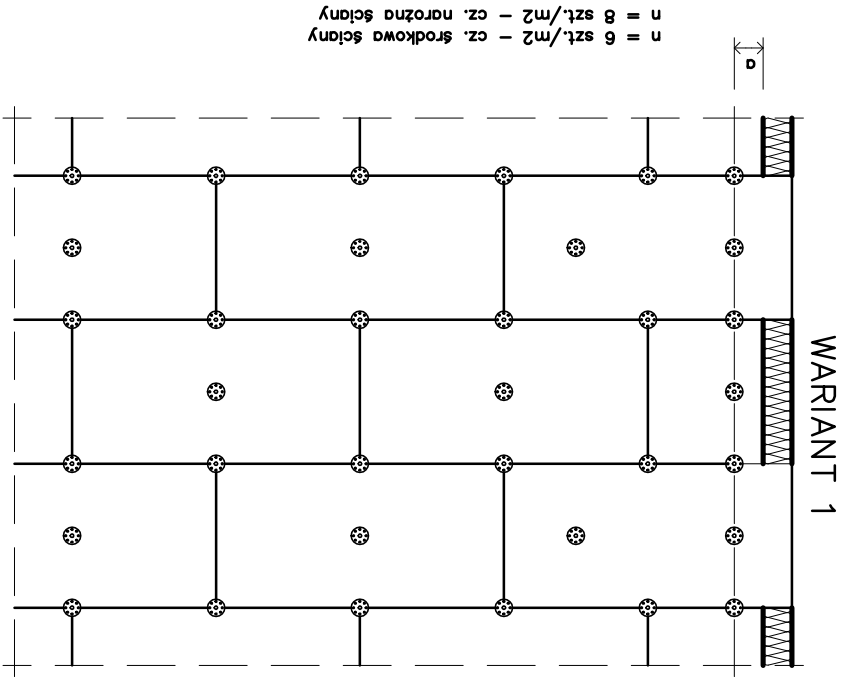 WARIANT 1
a
n = 6 szt./m2 – cz. środkowa ściany
n = 8 szt./m2 – cz. narożna ściany